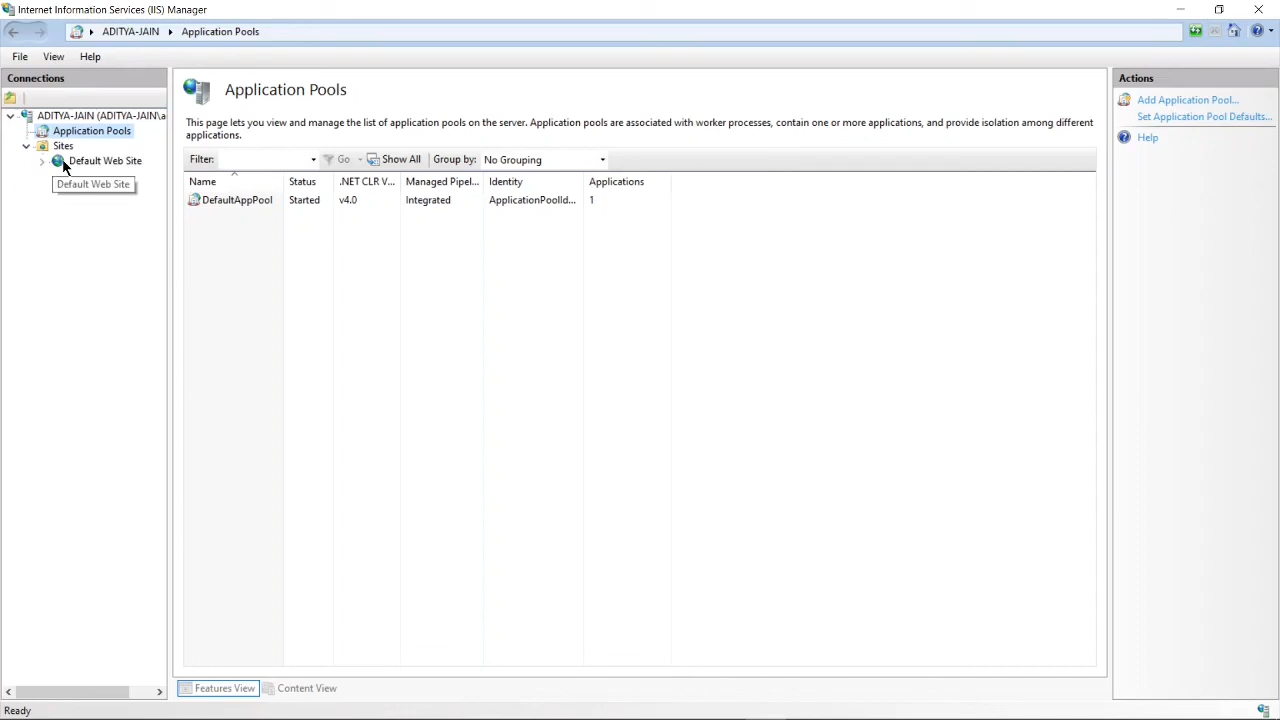 Internet Information Services (IIS) Manager
ADITYA-JAIN
Application Pools
File
View
Help
Connections
ADITYA-JAIN (ADITYA-JAIN\a
Application Pools
Sites
Default Web Site
Default Web Site
Application Pools
This page lets you view and manage the list of application pools on the server. Application pools are associated with worker processes, contain one or more applications, and provide isolation among different
applications.
Filter:
Go
Show All
Group by:
No Grouping
Name
Status
.NET CLR V...
Managed Pipel...
Identity
Applications
DefaultAppPool
Started
v4.0
Integrated
ApplicationPoolId...
1
Features View
Content View
Actions
Add Application Pool...
Set Application Pool Defaults...
Help
Ready